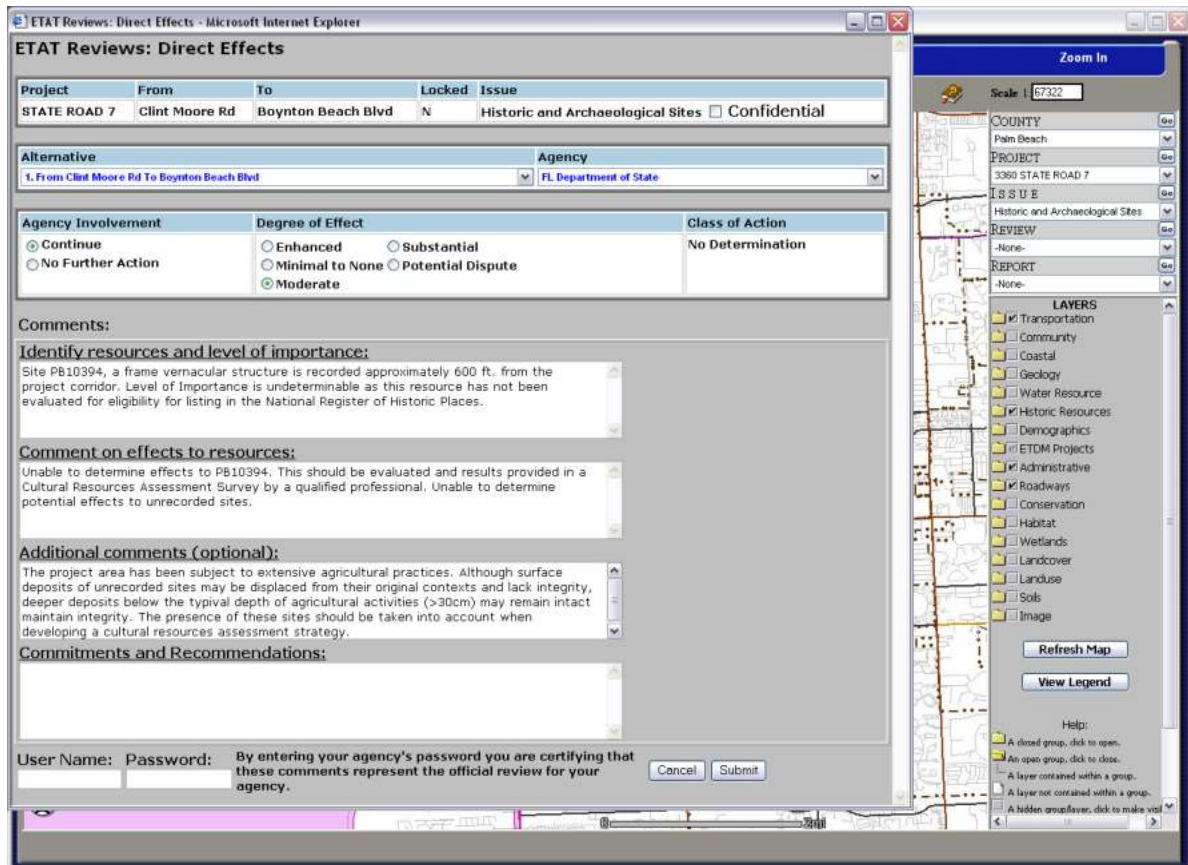 ETAT Reviews: Direct Effects - Microsoft Internet Explorer
ETAT Reviews: Direct Effects
Project From To Locked Issue
STATE ROAD 7 Clint Moore Rd Boynton Beach Blvd N Historic and Archaeological Sites Confidential
Alternative Agency
1. From Clint Moore Rd To Boynton Beach Blvd FL Department of State
Agency Involvement Degree of Effect Class of Action
Continue Enhanced Substantial No Determination
No Further Action Minimal to None Potential Dispute
Moderate
Comments:
Identify resources and level of importance:
Site PB10394, a frame vernacular structure is recorded approximately 600 ft. from the
project corridor. Level of Importance is undeterminable as this resource has not been
evaluated for eligibility for listing in the National Register of Historic Places.
Comment on effects to resources:
Unable to determine effects to PB10394. This should be evaluated and results provided in a
Cultural Resources Assessment Survey by a qualified professional. Unable to determine
potential effects to unrecorded sites.
Additional comments (optional):
The project area has been subject to extensive agricultural practices. Although surface
deposits of unrecorded sites may be displaced from their original contexts and lack integrity,
deeper deposits below the typival depth of agricultural activities (>30cm) may remain intact
maintain integrity. The presence of these sites should be taken into account when
developing a cultural resources assessment strategy.
Commitments and Recommendations:
User Name: Password: By entering your agency's password you are certifying that
these comments represent the official review for your
agency.
Cancel Submit
Zoom In
Scale 1: 67322
COUNTY Go
Palm Beach
PROJECT Go
3360 STATE ROAD 7
ISSUE Go
Historic and Archaeological Sites
REVIEW Go
-None-
REPORT Go
-None-
LAYERS
Transportation
Community
Coastal
Geology
Water Resource
Historic Resources
Demographics
ETDM Projects
Administrative
Roadways
Conservation
Habitat
Wetlands
Landcover
Landuse
Soils
Image
Refresh Map
View Legend
Help:
A closed group, click to open.
An open group, click to close.
A layer contained within a group.
A layer not contained within a group.
A hidden group/layer, click to make visi
0 2mi